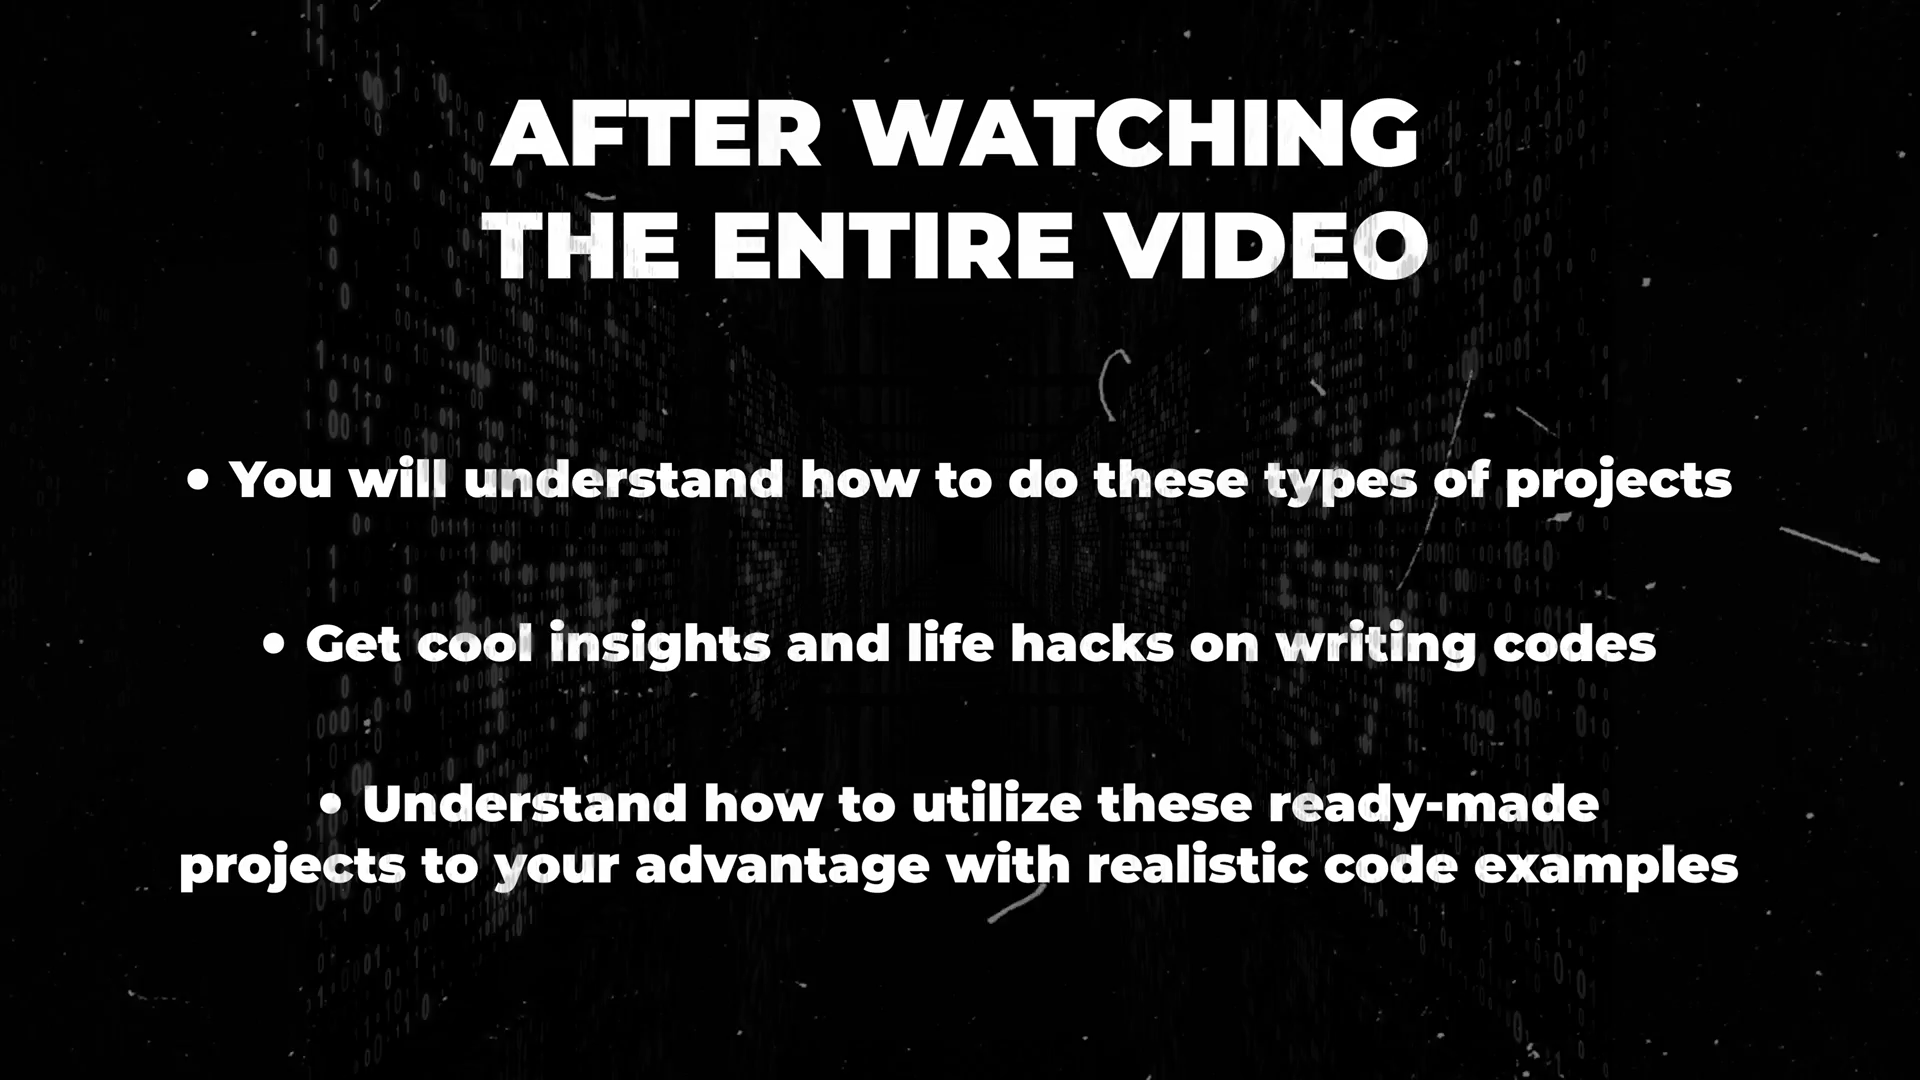 AFTER WATCHING
THE ENTIRE VIDEO
• You will understand how to do these types of projects
• Get cool insights and life hacks on writing codes
• Understand how to utilize these ready-made
projects to your advantage with realistic code examples